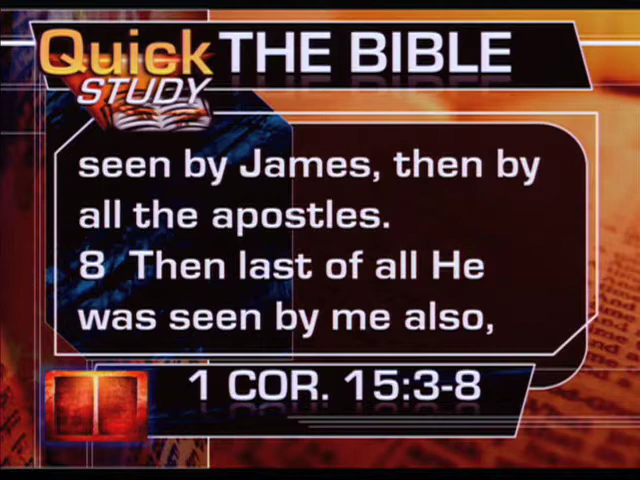 Quick THE BIBLE
STUDY
seen by James, then by
all the apostles.
8 Then last of all He
was seen by me also,
1 COR. 15:3-8